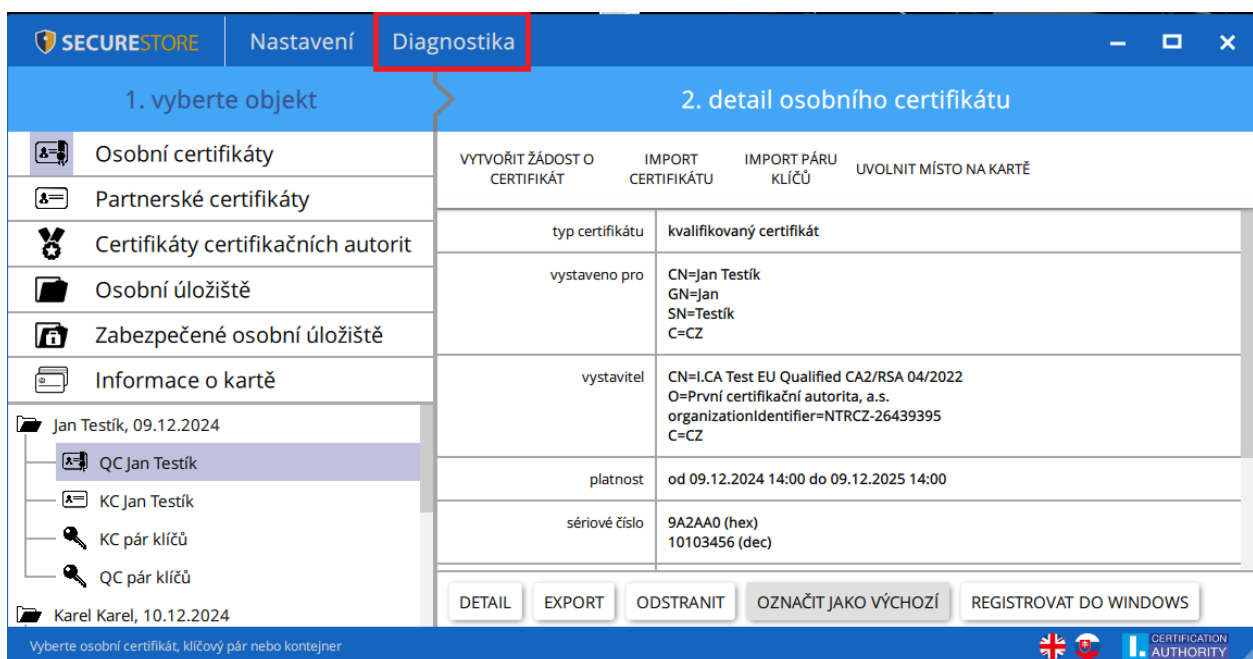 SECURESTORE
Nastavení
Diagnostika
1. vyberte objekt
2. detail osobního certifikátu
Osobní certifikáty
Partnerské certifikáty
Certifikáty certifikačních autorit
Osobní úložiště
Zabezpečené osobní úložiště
Informace o kartě
Jan Testík, 09.12.2024
QC Jan Testík
KC Jan Testík
KC pár klíčů
QC pár klíčů
Karel Karel, 10.12.2024
VYTVOŘIT ŽÁDOST O
CERTIFIKÁT
IMPORT
CERTIFIKÁTU
IMPORT PÁRU
KLÍČŮ
UVOLNIT MÍSTO NA KARTĚ
typ certifikátu
kvalifikovaný certifikát
vystaveno pro
CN=Jan Testík
GN=Jan
SN=Testík
C=CZ
vystavitel
CN=I.CA Test EU Qualified CA2/RSA 04/2022
O=První certifikační autorita, a.s.
organizationIdentifier=NTRCZ-26439395
C=CZ
platnost
od 09.12.2024 14:00 do 09.12.2025 14:00
sériové číslo
9A2AA0 (hex)
10103456 (dec)
DETAIL
EXPORT
ODSTRANIT
OZNAČIT JAKO VÝCHOZÍ
REGISTROVAT DO WINDOWS
Vyberte osobní certifikát, klíčový pár nebo kontejner
I.
CERTIFICATION
AUTHORITY